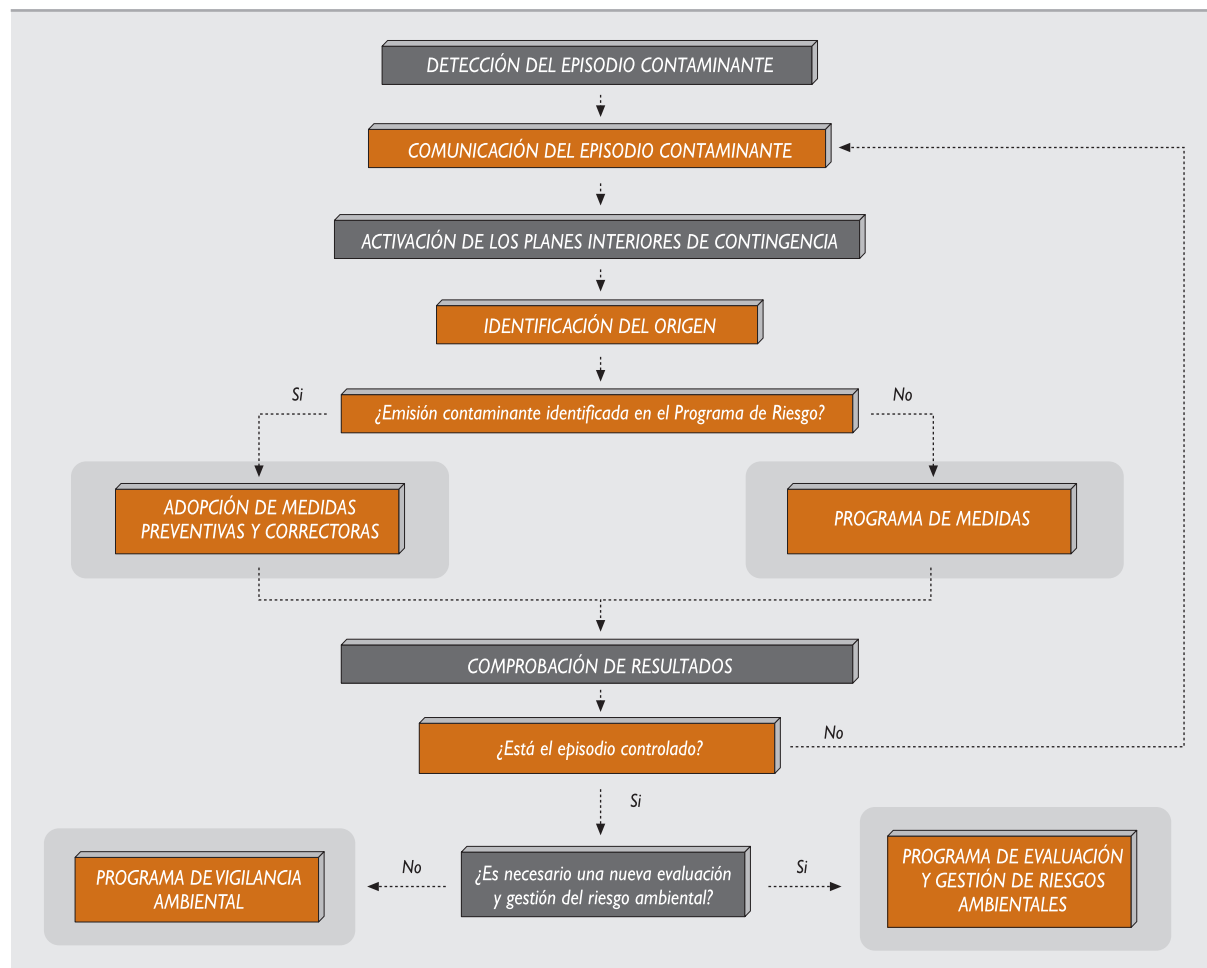 DETECCIÓN DEL EPISODIO CONTAMINANTE
COMUNICACIÓN DEL EPISODIO CONTAMINANTE
ACTIVACIÓN DE LOS PLANES INTERIORES DE CONTINGENCIA
IDENTIFICACIÓN DEL ORIGEN
Si
¿Emisión contaminante identificada en el Programa de Riesgo?
No
ADOPCIÓN DE MEDIDAS
PREVENTIVAS Y CORRECTORAS
PROGRAMA DE MEDIDAS
COMPROBACIÓN DE RESULTADOS
¿Está el episodio controlado?
No
Si
PROGRAMA DE VIGILANCIA
AMBIENTAL
No
¿Es necesario una nueva evaluación
y gestión del riesgo ambiental?
Si
PROGRAMA DE EVALUACIÓN
Y GESTIÓN DE RIESGOS
AMBIENTALES